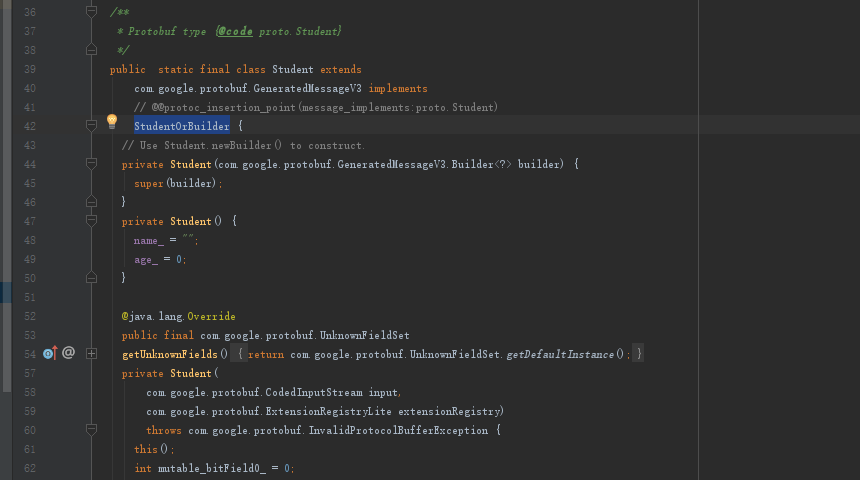 36 /**
37 * Protobuf type {@code proto.Student}
38 */
39 public static final class Student extends
40 com.google.protobuf.GeneratedMessageV3 implements
41 // @@protoc_insertion_point(message_implements:proto.Student)
42 StudentOrBuilder {
43 // Use Student.newBuilder() to construct.
44 private Student(com.google.protobuf.GeneratedMessageV3.Builder<?> builder) {
45 super(builder);
46 }
47 private Student() {
48 name_ = "";
49 age_ = 0;
50 }
51
52 @java.lang.Override
53 public final com.google.protobuf.UnknownFieldSet
54 @ getUnknownFields() { return com.google.protobuf.UnknownFieldSet.getDefaultInstance(); }
57 private Student(
58 com.google.protobuf.CodedInputStream input,
59 com.google.protobuf.ExtensionRegistryLite extensionRegistry)
60 throws com.google.protobuf.InvalidProtocolBufferException {
61 this();
62 int mutable_bitField0_ = 0;